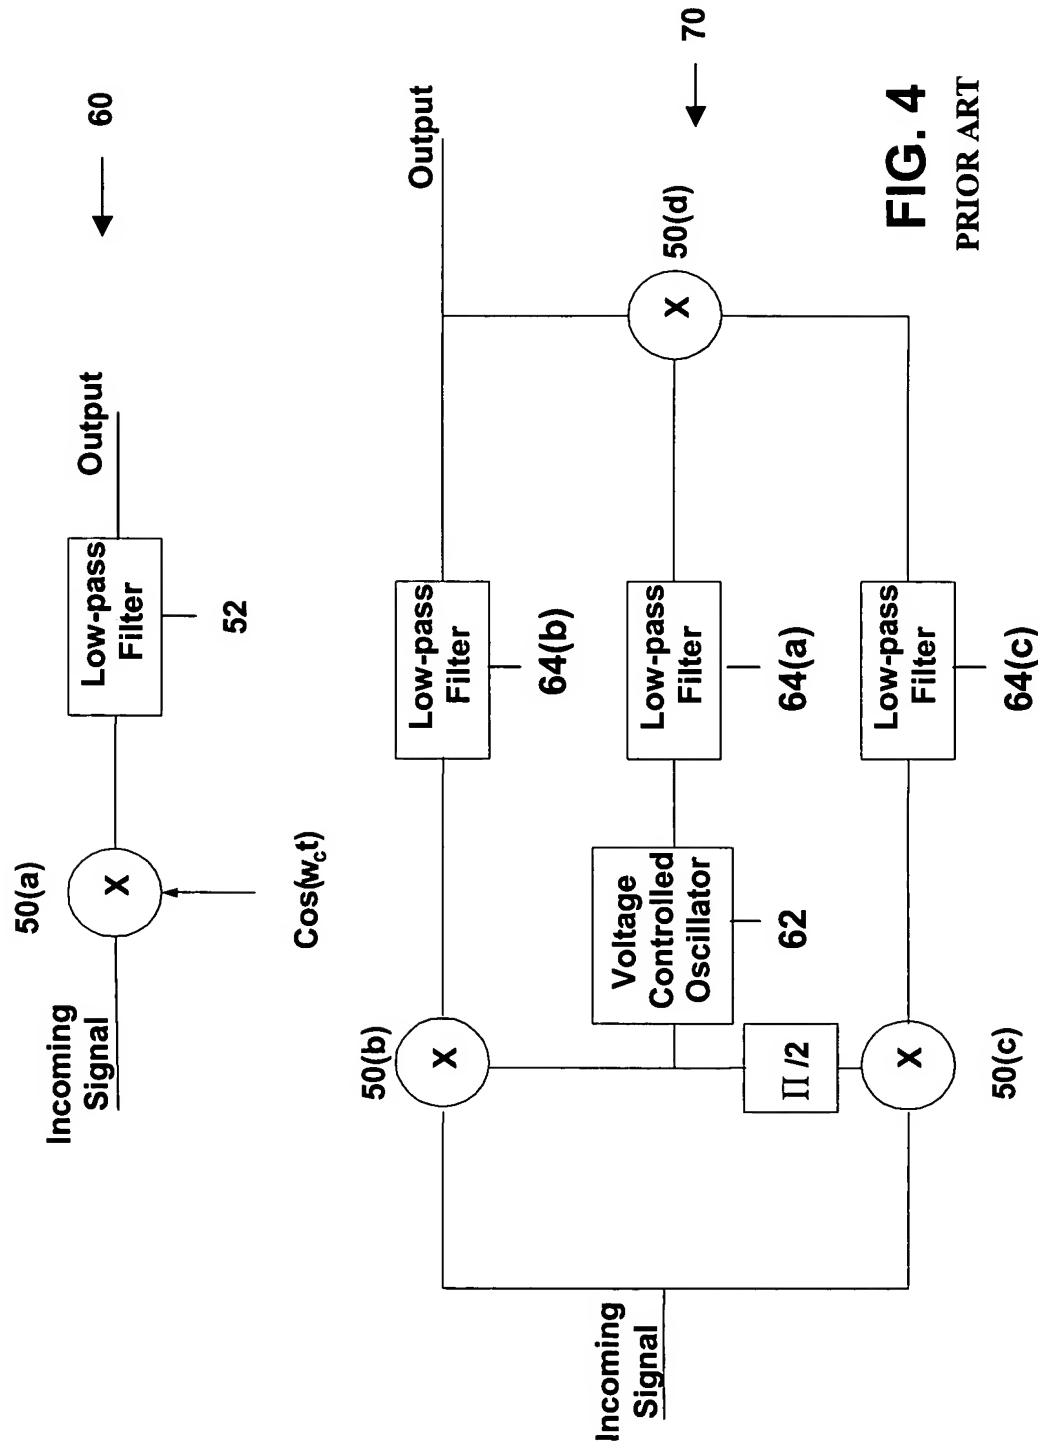 60
50(a)
Incoming
Signal
X
Low-pass
Filter
Output
52
Cos(w_ct)
70
Incoming
Signal
50(b)
X
Low-pass
Filter
64(b)
Output
Voltage
Controlled
Oscillator
62
Low-pass
Filter
64(a)
X
50(d)
Π/2
X
50(c)
Low-pass
Filter
64(c)
FIG. 4
PRIOR ART